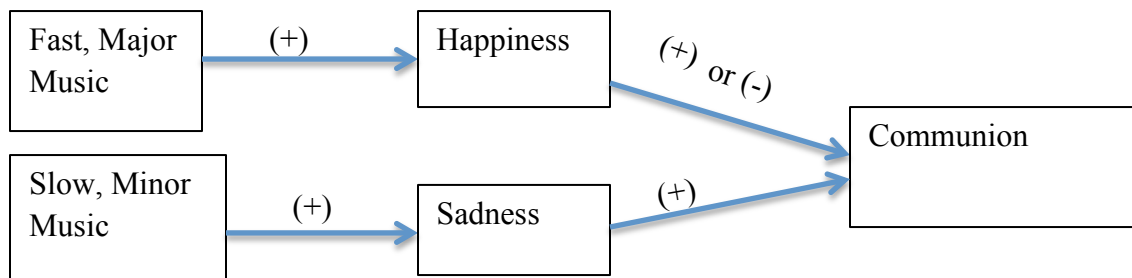 Fast, Major
Music
(+)
Happiness
(+) or (-)
Communion
Slow, Minor
Music
(+)
Sadness
(+)